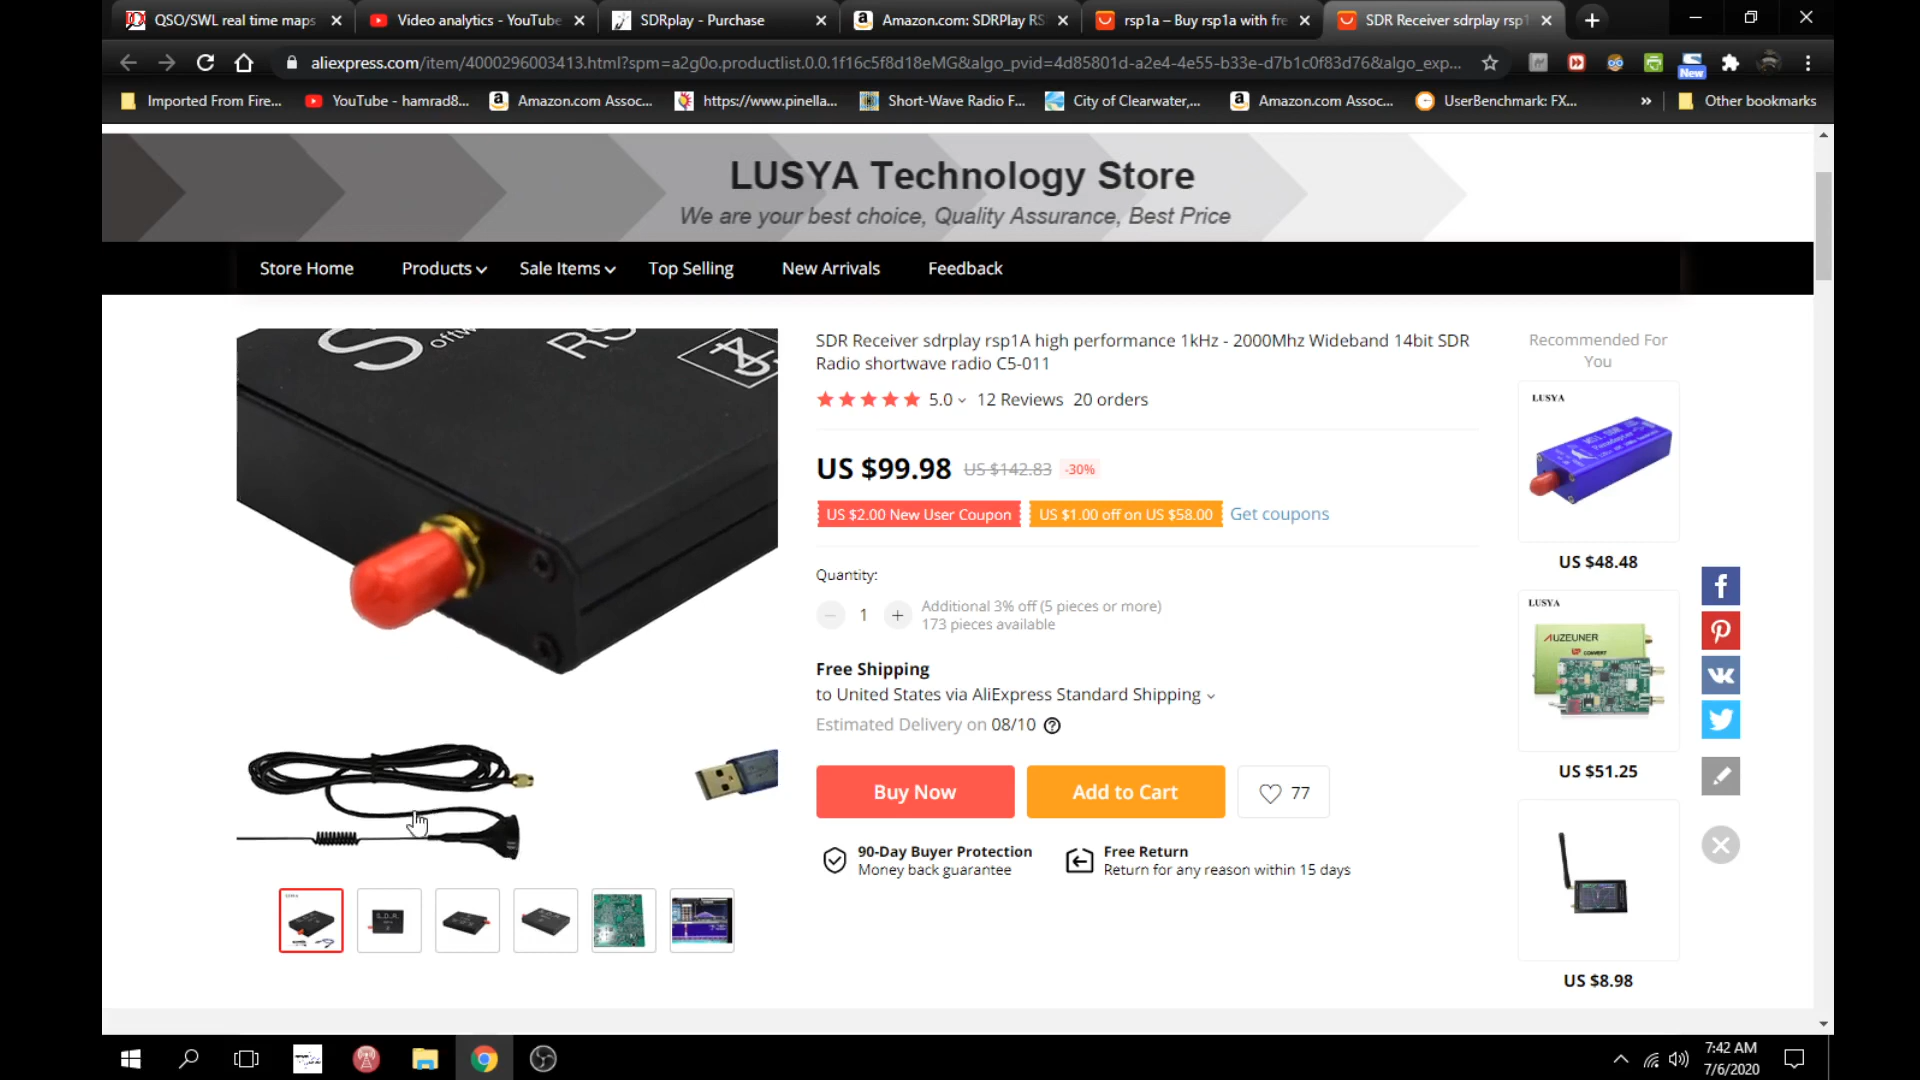 QSO/SWL real time maps
Video analytics - YouTube
SDRplay - Purchase
Amazon.com: SDRPlay RS
rsp1a – Buy rsp1a with fre
SDR Receiver sdrplay rsp1
aliexpress.com/item/4000296003413.html?spm=a2g0o.productlist.0.0.1f16c5f8d18eMG&algo_pvid=4d85801d-a2e4-4e55-b33e-d7b1c0f83d76&algo_exp...
New
Imported From Fire...
YouTube - hamrad8...
Amazon.com Assoc...
https://www.pinella...
Short-Wave Radio F...
City of Clearwater,...
Amazon.com Assoc...
UserBenchmark: FX...
»
Other bookmarks
LUSYA Technology Store
We are your best choice, Quality Assurance, Best Price
Store Home
Products
Sale Items
Top Selling
New Arrivals
Feedback
SDR Receiver sdrplay rsp1A high performance 1kHz - 2000Mhz Wideband 14bit SDR
Radio shortwave radio C5-011
5.0
12 Reviews
20 orders
US $99.98
US $142.83
-30%
US $2.00 New User Coupon
US $1.00 off on US $58.00
Get coupons
Quantity:
1
Additional 3% off (5 pieces or more)
173 pieces available
Free Shipping
to United States via AliExpress Standard Shipping
Estimated Delivery on 08/10
Buy Now
Add to Cart
77
90-Day Buyer Protection
Money back guarantee
Free Return
Return for any reason within 15 days
Recommended For
You
LUSYA
US $48.48
LUSYA
AUZEUNER
US $51.25
US $8.98
7:42 AM
7/6/2020